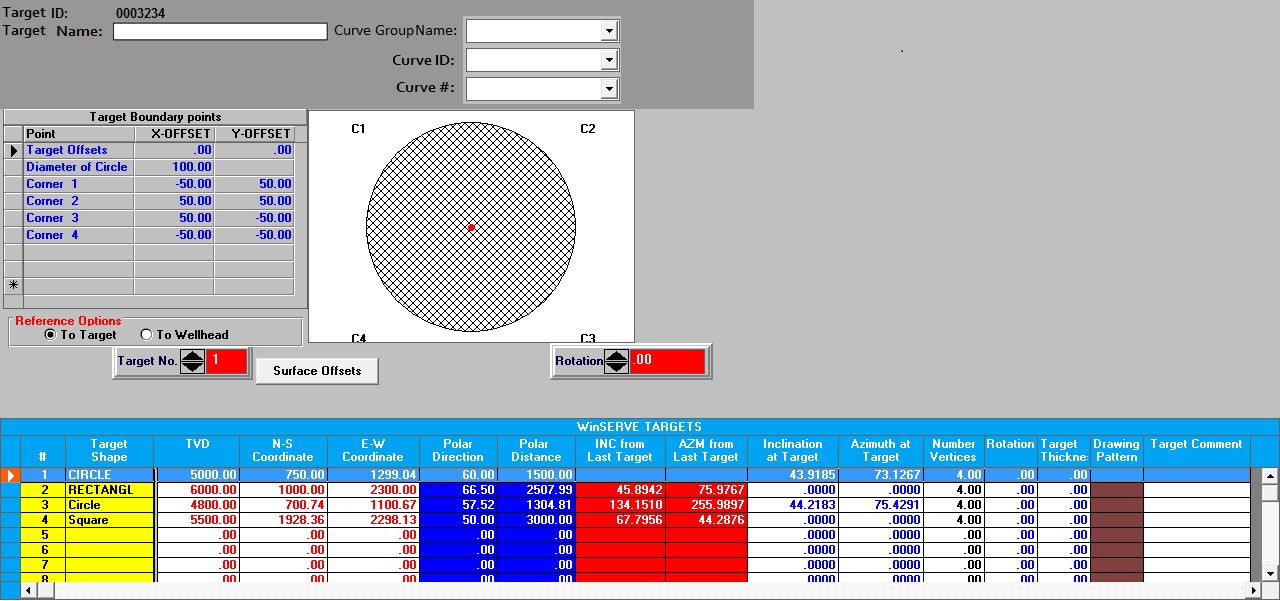 Target ID: 0003234
Target Name: Curve GroupName:
Curve ID:
Curve #:
Target Boundary points
Point X-OFFSET Y-OFFSET
Target Offsets .00 .00
Diameter of Circle 100.00
Corner 1 -50.00 50.00
Corner 2 50.00 50.00
Corner 3 50.00 -50.00
Corner 4 -50.00 -50.00
*
C1 C2
C4 C3
Reference Options
To Target To Wellhead
Target No. 1
Surface Offsets
Rotation .00
WinSERVE TARGETS
# Target Shape TVD N-S Coordinate E-W Coordinate Polar Direction Polar Distance INC from Last Target AZM from Last Target Inclination at Target Azimuth at Target Number Vertices Rotation Target Thickne Drawing Pattern Target Comment
1 CIRCLE 5000.00 750.00 1299.04 60.00 1500.00 43.9185 73.1267 4.00 .00 .00
2 RECTANGL 6000.00 1000.00 2300.00 66.50 2507.99 45.8942 75.9767 .0000 .0000 4.00 .00 .00
3 Circle 4800.00 700.74 1100.67 57.52 1304.81 134.1510 255.9897 44.2183 75.4291 4.00 .00 .00
4 Square 5500.00 1928.36 2298.13 50.00 3000.00 67.7956 44.2876 .0000 .0000 4.00 .00 .00
5 .00 .00 .00 .00 .00 .0000 .0000 .00 .00 .00
6 .00 .00 .00 .00 .00 .0000 .0000 .00 .00 .00
7 .00 .00 .00 .00 .00 .0000 .0000 .00 .00 .00
8 .00 .00 .00 .00 .00 .0000 .0000 .00 .00 .00